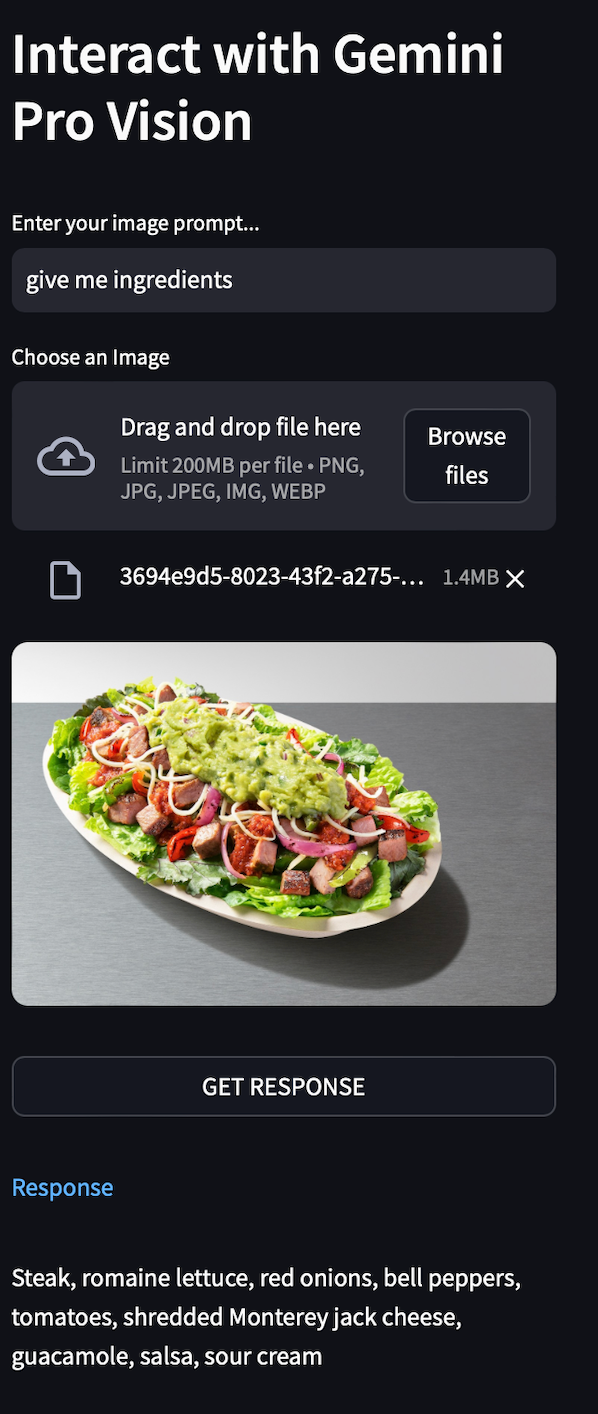 Interact with Gemini
Pro Vision
Enter your image prompt...
give me ingredients
Choose an Image
Drag and drop file here
Limit 200MB per file • PNG,
JPG, JPEG, IMG, WEBP
Browse
files
3694e9d5-8023-43f2-a275-... 1.4MB
GET RESPONSE
Response
Steak, romaine lettuce, red onions, bell peppers,
tomatoes, shredded Monterey jack cheese,
guacamole, salsa, sour cream